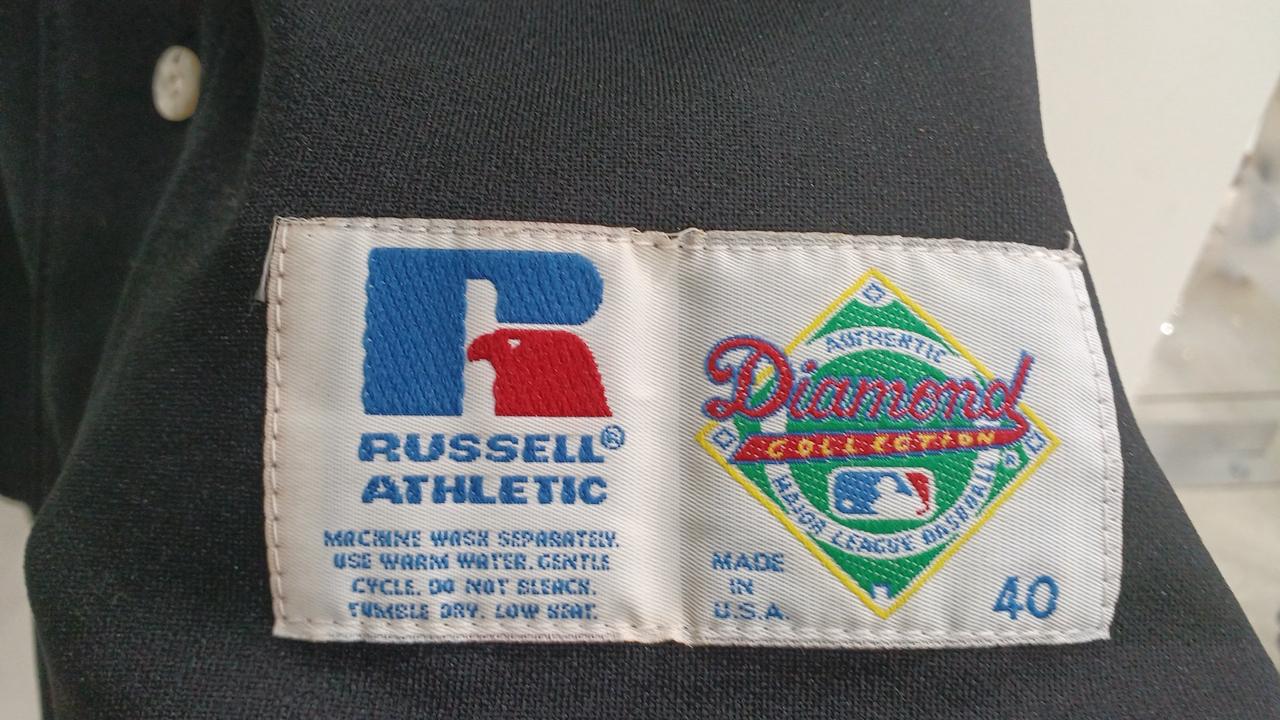 RUSSELL®
ATHLETIC
MACHINE WASH SEPARATELY.
USE WARM WATER. GENTLE
CYCLE. DO NOT BLEACH.
TUMBLE DRY. LOW HEAT.
AUTHENTIC
Diamond
COLLECTION
MAJOR LEAGUE BASEBALL
MADE
IN
U.S.A.
40